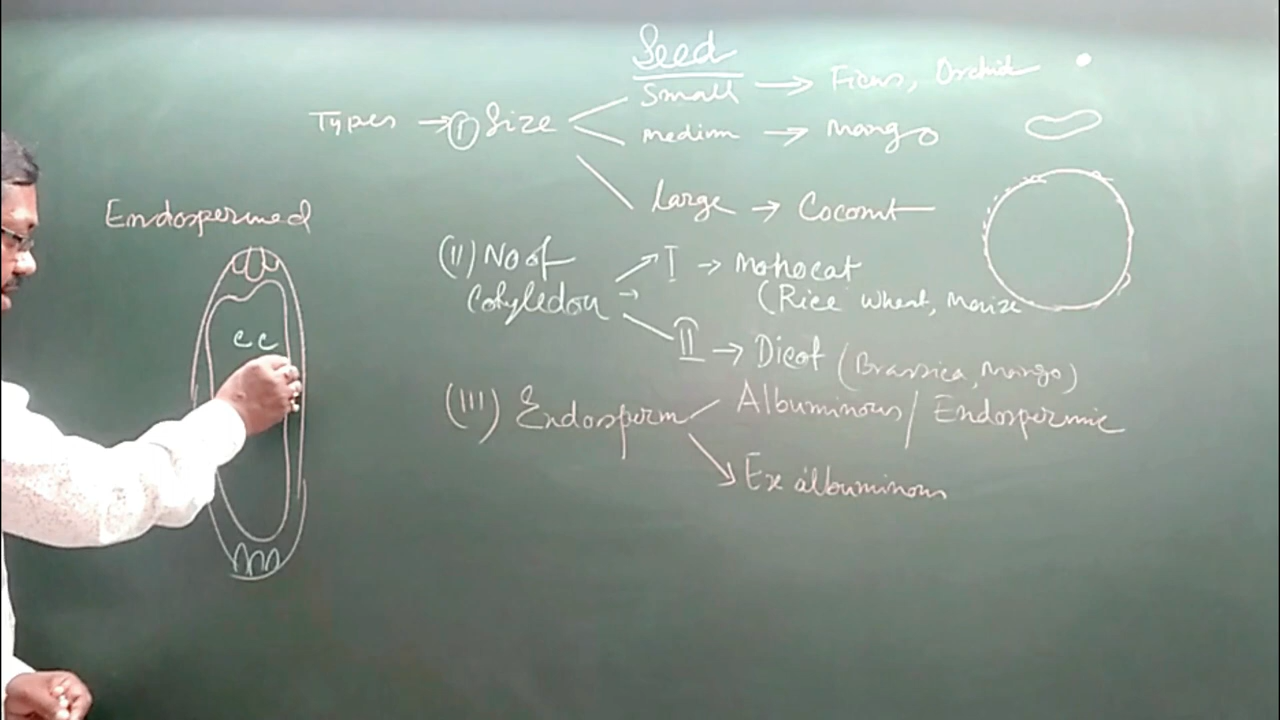 Seed
Types → (I) Size
Small → Ficus, Orchid
medium → Mango
Large → Coconut
Endospermed
cc
(II) No of Cotyledon →
I → Monocot
(Rice Wheat, Maize
II → Dicot (Brassica, Mango)
(III) Endosperm
Albuminous / Endospermic
Ex albuminous